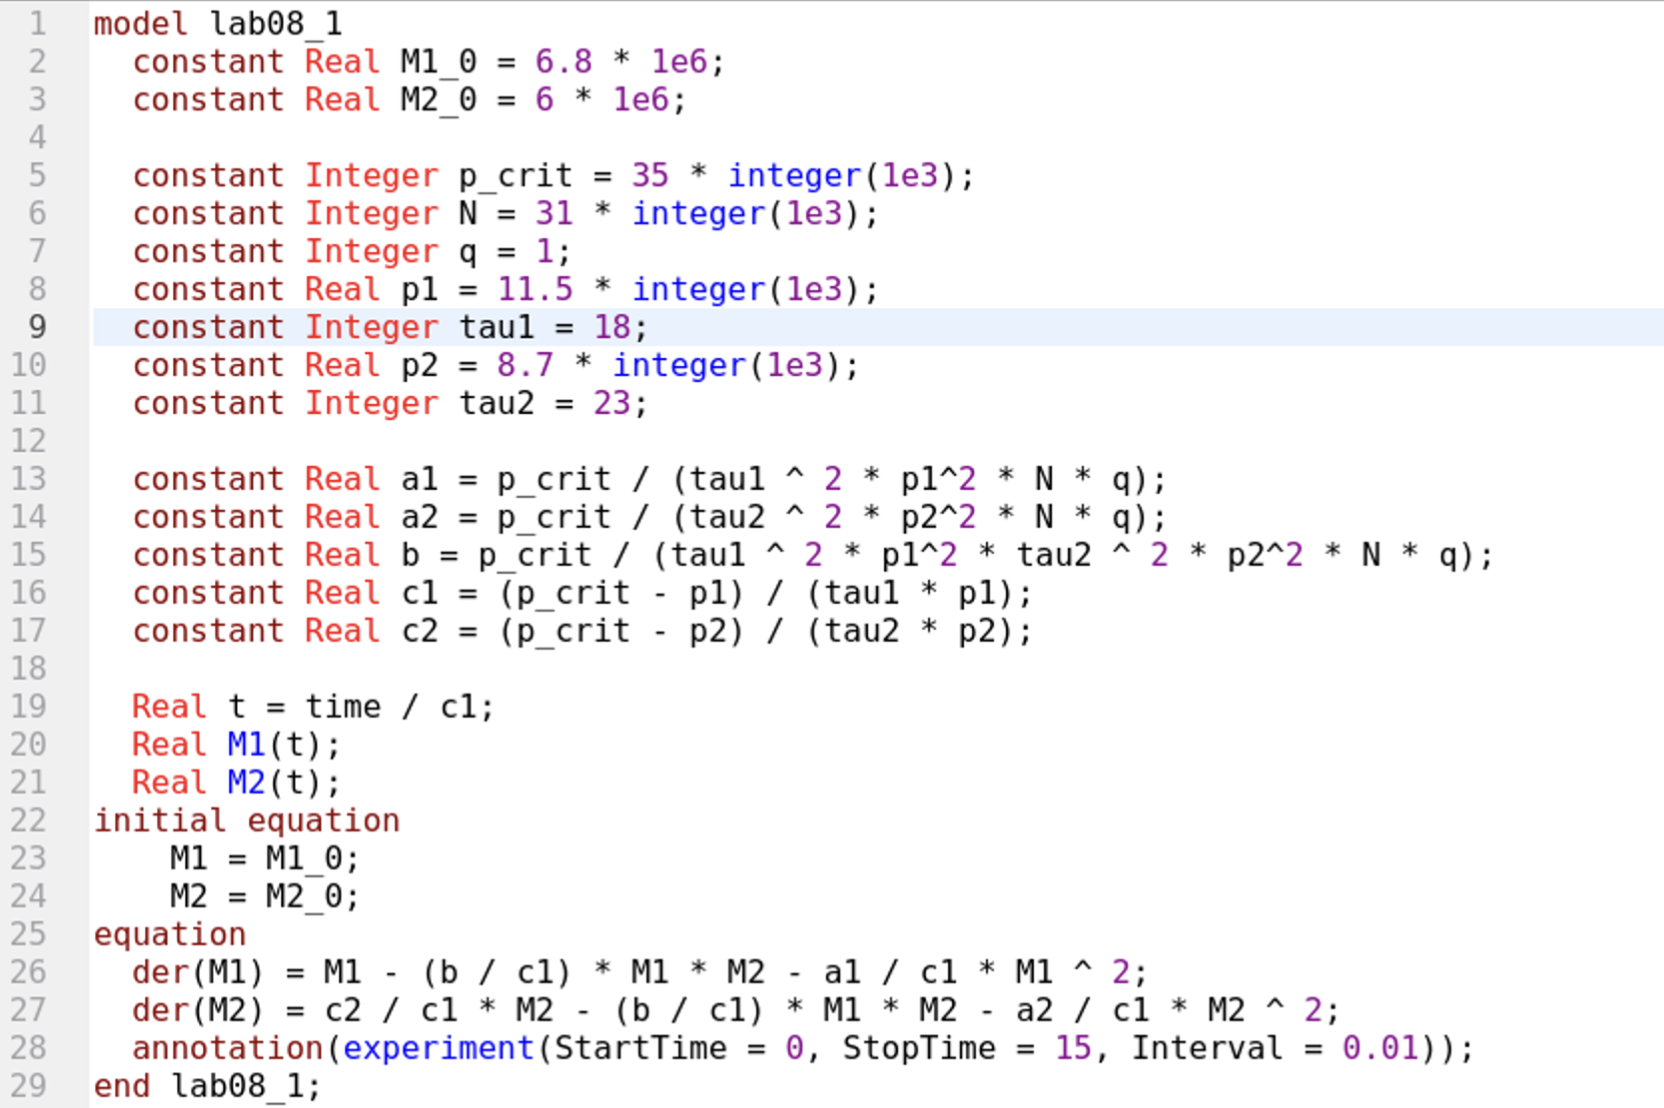 1 model lab08_1
2   constant Real M1_0 = 6.8 * 1e6;
3   constant Real M2_0 = 6 * 1e6;
4
5   constant Integer p_crit = 35 * integer(1e3);
6   constant Integer N = 31 * integer(1e3);
7   constant Integer q = 1;
8   constant Real p1 = 11.5 * integer(1e3);
9   constant Integer tau1 = 18;
10   constant Real p2 = 8.7 * integer(1e3);
11   constant Integer tau2 = 23;
12
13   constant Real a1 = p_crit / (tau1 ^ 2 * p1^2 * N * q);
14   constant Real a2 = p_crit / (tau2 ^ 2 * p2^2 * N * q);
15   constant Real b = p_crit / (tau1 ^ 2 * p1^2 * tau2 ^ 2 * p2^2 * N * q);
16   constant Real c1 = (p_crit - p1) / (tau1 * p1);
17   constant Real c2 = (p_crit - p2) / (tau2 * p2);
18
19   Real t = time / c1;
20   Real M1(t);
21   Real M2(t);
22 initial equation
23     M1 = M1_0;
24     M2 = M2_0;
25 equation
26   der(M1) = M1 - (b / c1) * M1 * M2 - a1 / c1 * M1 ^ 2;
27   der(M2) = c2 / c1 * M2 - (b / c1) * M1 * M2 - a2 / c1 * M2 ^ 2;
28   annotation(experiment(StartTime = 0, StopTime = 15, Interval = 0.01));
29 end lab08_1;